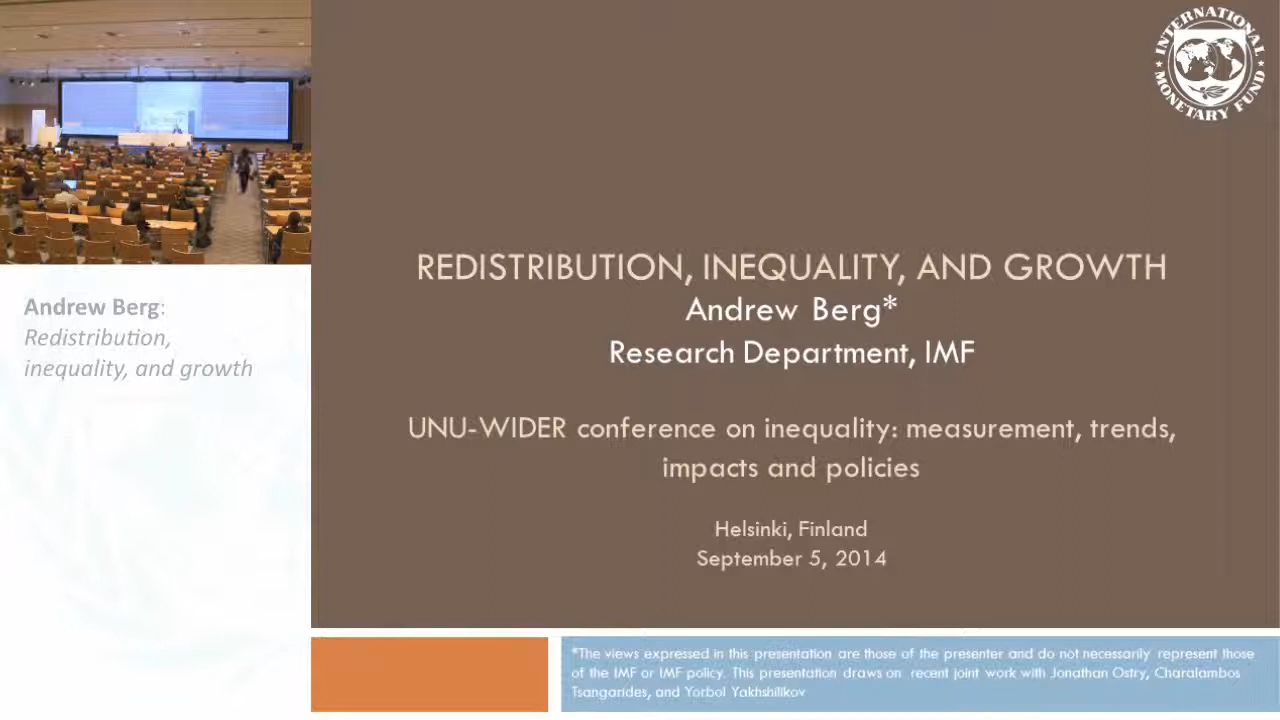 INTERNATIONAL MONETARY FUND
Andrew Berg:
Redistribution,
inequality, and growth
REDISTRIBUTION, INEQUALITY, AND GROWTH
Andrew Berg*
Research Department, IMF
UNU-WIDER conference on inequality: measurement, trends,
impacts and policies
Helsinki, Finland
September 5, 2014
*The views expressed in this presentation are those of the presenter and do not necessarily represent those
of the IMF or IMF policy. This presentation draws on recent joint work with Jonathan Ostry, Charalambos
Tsangarides, and Yorbol Yakhshilikov